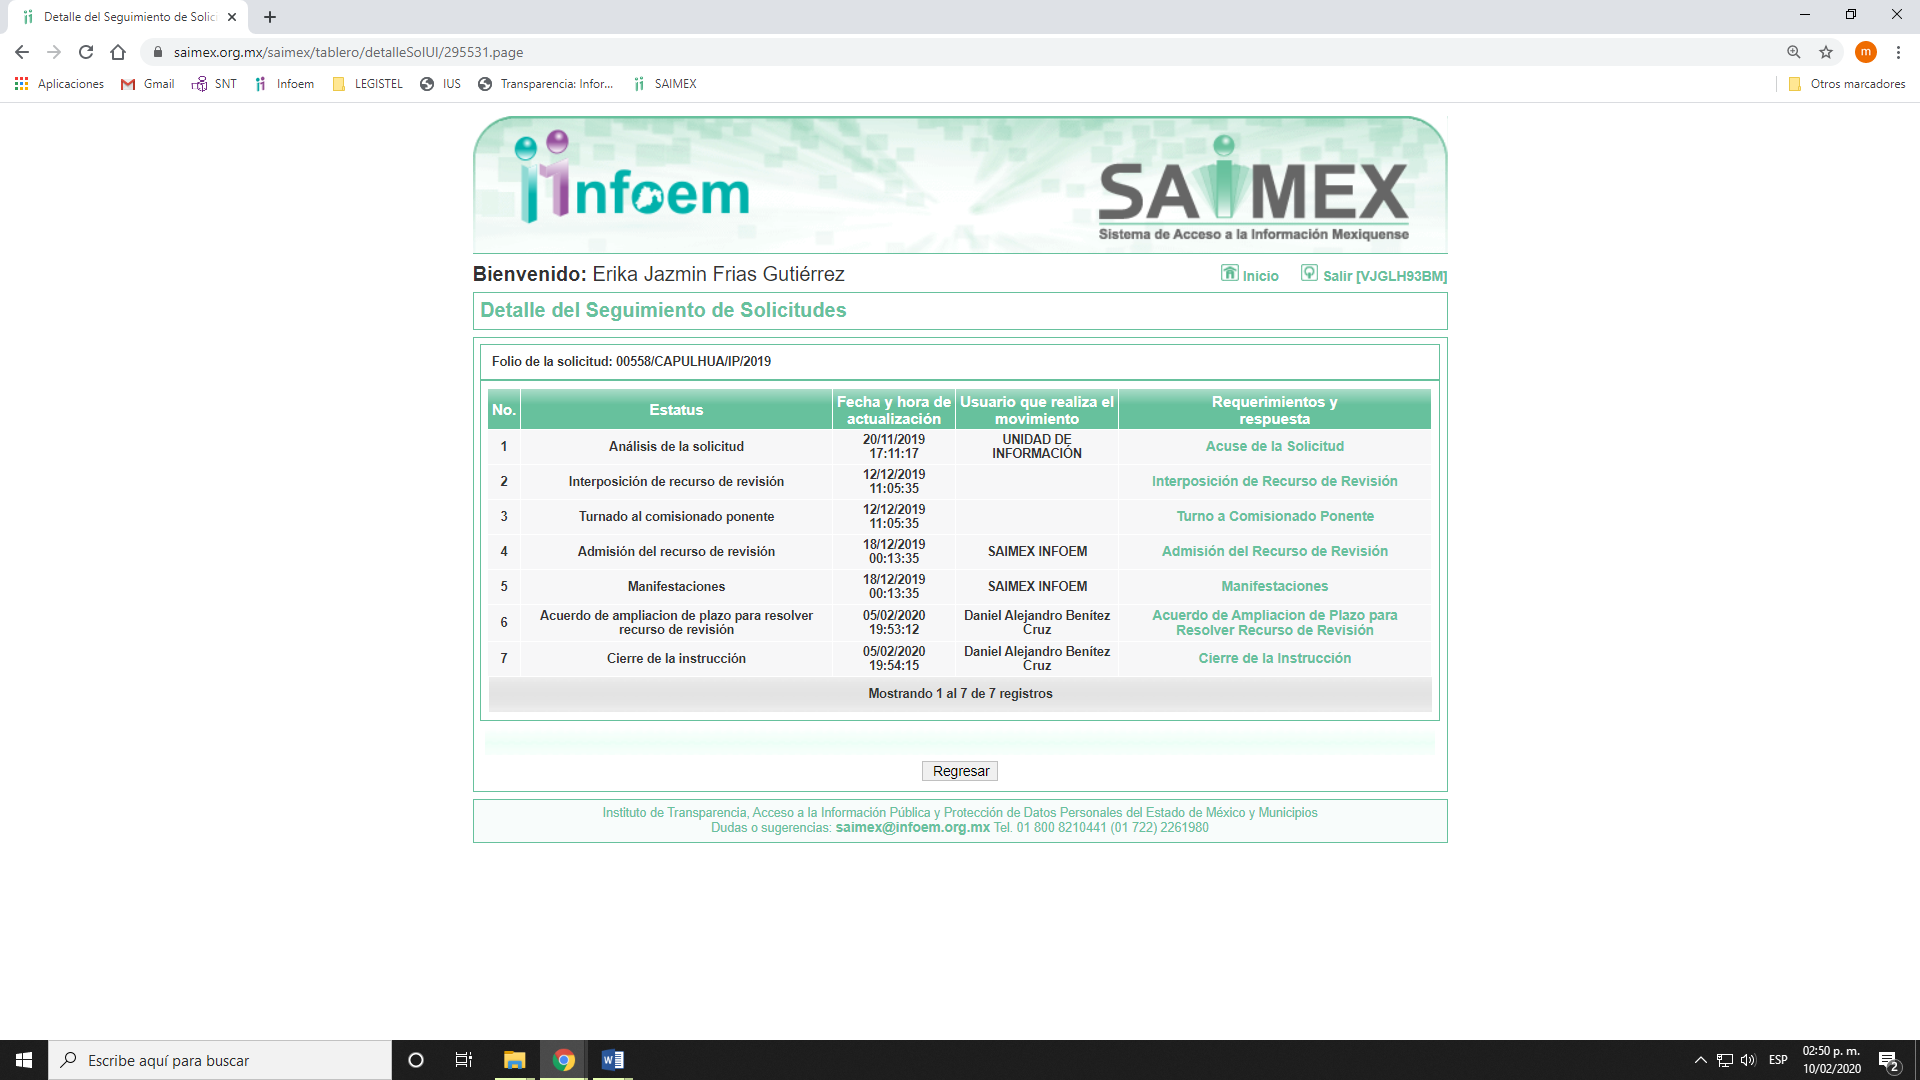 Detalle del Seguimiento de Solic
saimex.org.mx/saimex/tablero/detalleSolUI/295531.page
m
Aplicaciones Gmail SNT Infoem LEGISTEL IUS Transparencia: Infor... SAIMEX Otros marcadores
infoem
SAIMEX
Sistema de Acceso a la Información Mexiquense
Bienvenido: Erika Jazmin Frias Gutiérrez Inicio Salir [VJGLH93BM]
Detalle del Seguimiento de Solicitudes
Folio de la solicitud: 00558/CAPULHUA/IP/2019
No. Estatus Fecha y hora de actualización Usuario que realiza el movimiento Requerimientos y respuesta
1 Análisis de la solicitud 20/11/2019 17:11:17 UNIDAD DE INFORMACIÓN Acuse de la Solicitud
2 Interposición de recurso de revisión 12/12/2019 11:05:35 Interposición de Recurso de Revisión
3 Turnado al comisionado ponente 12/12/2019 11:05:35 Turno a Comisionado Ponente
4 Admisión del recurso de revisión 18/12/2019 00:13:35 SAIMEX INFOEM Admisión del Recurso de Revisión
5 Manifestaciones 18/12/2019 00:13:35 SAIMEX INFOEM Manifestaciones
6 Acuerdo de ampliacion de plazo para resolver recurso de revisión 05/02/2020 19:53:12 Daniel Alejandro Benítez Cruz Acuerdo de Ampliacion de Plazo para Resolver Recurso de Revisión
7 Cierre de la instrucción 05/02/2020 19:54:15 Daniel Alejandro Benítez Cruz Cierre de la Instrucción
Mostrando 1 al 7 de 7 registros
Regresar
Instituto de Transparencia, Acceso a la Información Pública y Protección de Datos Personales del Estado de México y Municipios
Dudas o sugerencias: saimex@infoem.org.mx Tel. 01 800 8210441 (01 722) 2261980
Escribe aquí para buscar
ESP
02:50 p. m.
10/02/2020
2